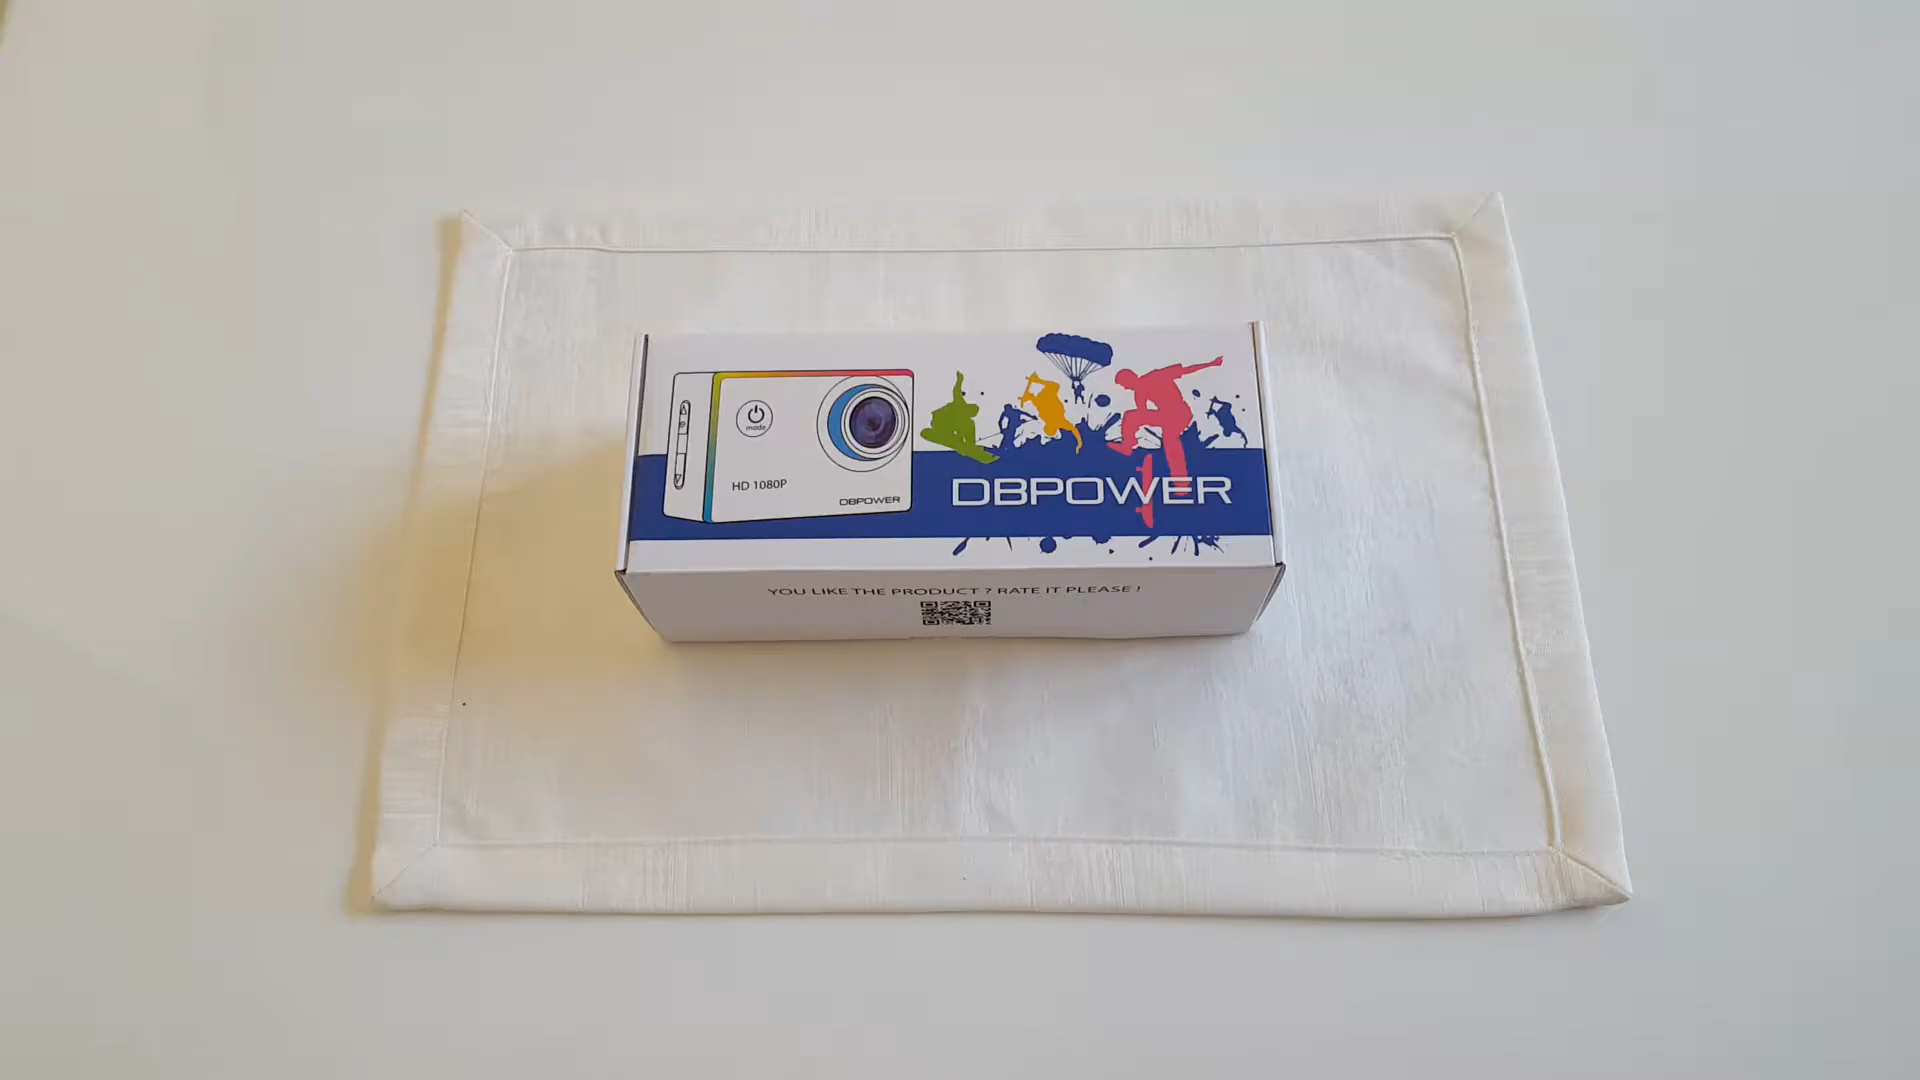 mode
HD 1080P
DBPOWER
DBPOWER
YOU LIKE THE PRODUCT ? RATE IT PLEASE !